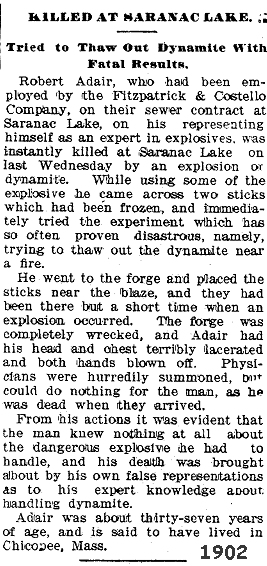 KILLED AT SARANAC LAKE.
Tried to Thaw Out Dynamite With
Fatal Results.
Robert Adair, who had been em-
ployed by the Fitzpatrick & Costello
Company, on their sewer contract at
Saranac Lake, on his representing
himself as an expert in explosives, was
instantly killed at Saranac Lake on
last Wednesday by an explosion or
dynamite. While using some of the
explosive he came across two sticks
which had been frozen, and immedia-
tely tried the experiment which has
so often proven disastrous, namely,
trying to thaw out the dynamite near
a fire.
He went to the forge and placed the
sticks near the blaze, and they had
been there but a short time when an
explosion occurred. The forge was
completely wrecked, and Adair had
his head and chest terribly lacerated
and both hands blown off. Physi-
cians were hurredily summoned, but
could do nothing for the man, as he
was dead when they arrived.
From his actions it was evident that
the man knew nothing at all about
the dangerous explosive he had to
handle, and his death was brought
about by his own false representations
as to his expert knowledge about
handling dynamite.
Adair was about thirty-seven years
of age, and is said to have lived in
Chicopee, Mass.
1902